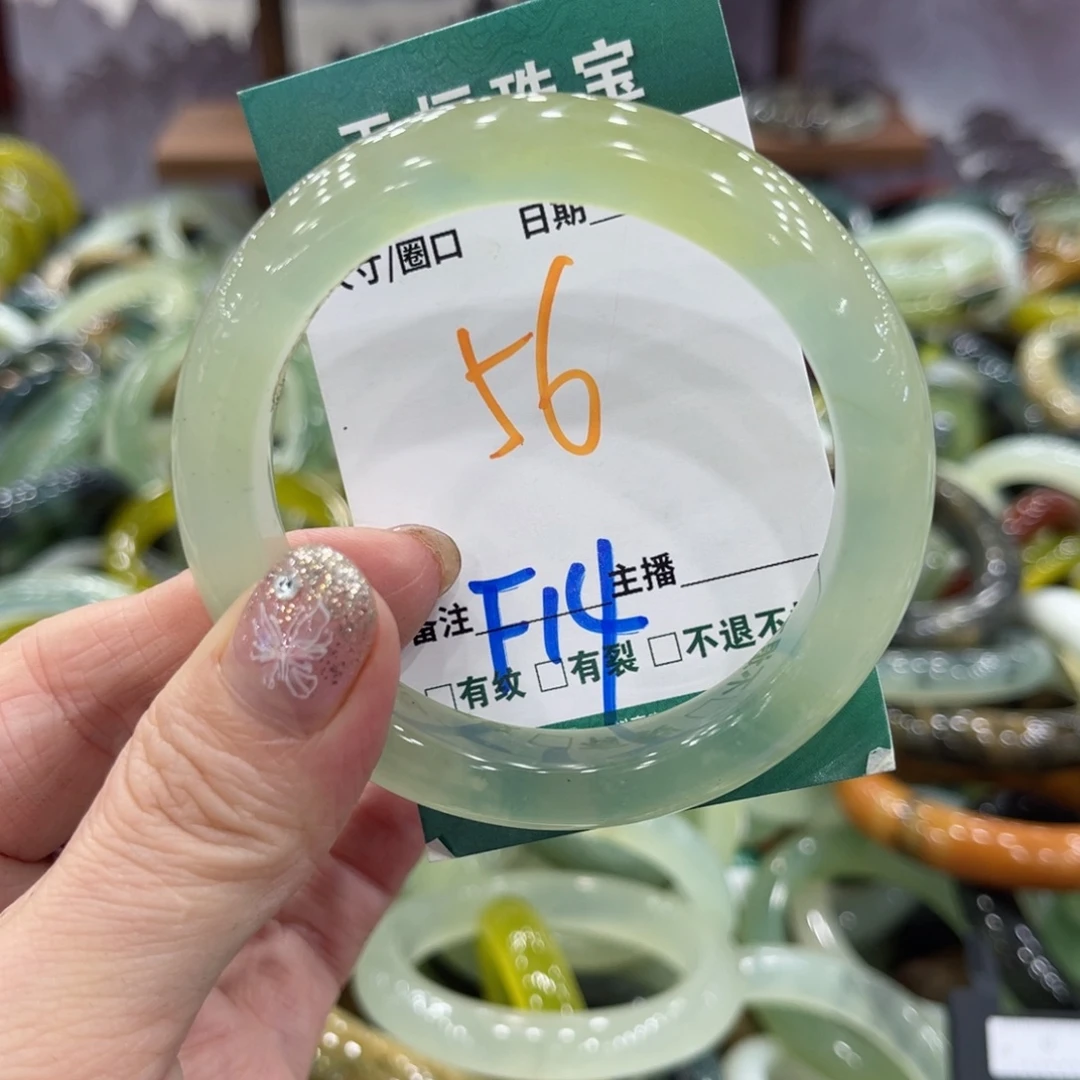 珠宝
寸/圈口 日期
56
备注 F14 主播
□有纹 □有裂 □不退不